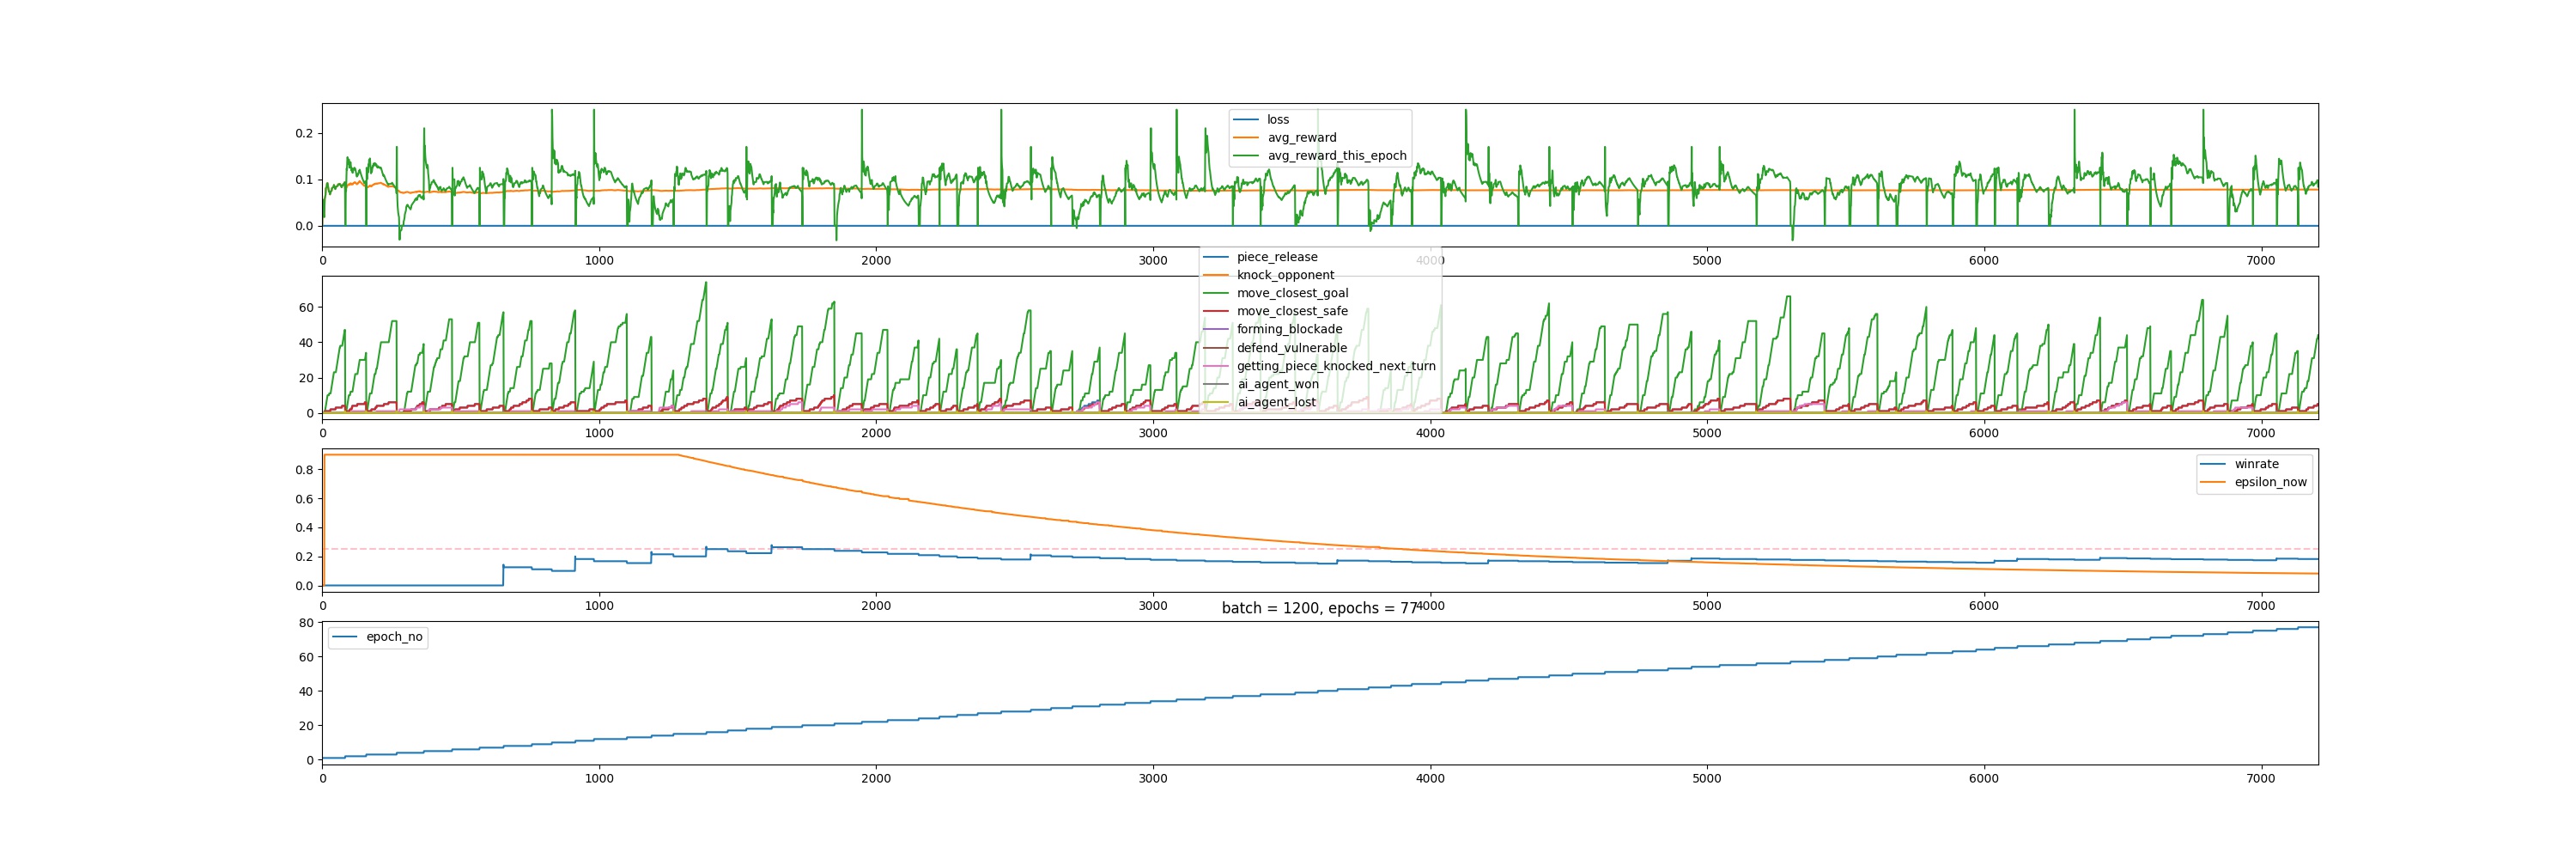 loss
avg_reward
avg_reward_this_epoch
0.2
0.1
0.0
0 1000 2000 3000 4000 5000 6000 7000
piece_release
knock_opponent
move_closest_goal
move_closest_safe
forming_blockade
defend_vulnerable
getting_piece_knocked_next_turn
ai_agent_won
ai_agent_lost
60
40
20
0
0 1000 2000 3000 4000 5000 6000 7000
winrate
epsilon_now
0.8
0.6
0.4
0.2
0.0
0 1000 2000 3000 4000 5000 6000 7000
batch = 1200, epochs = 77
epoch_no
80
60
40
20
0
0 1000 2000 3000 4000 5000 6000 7000